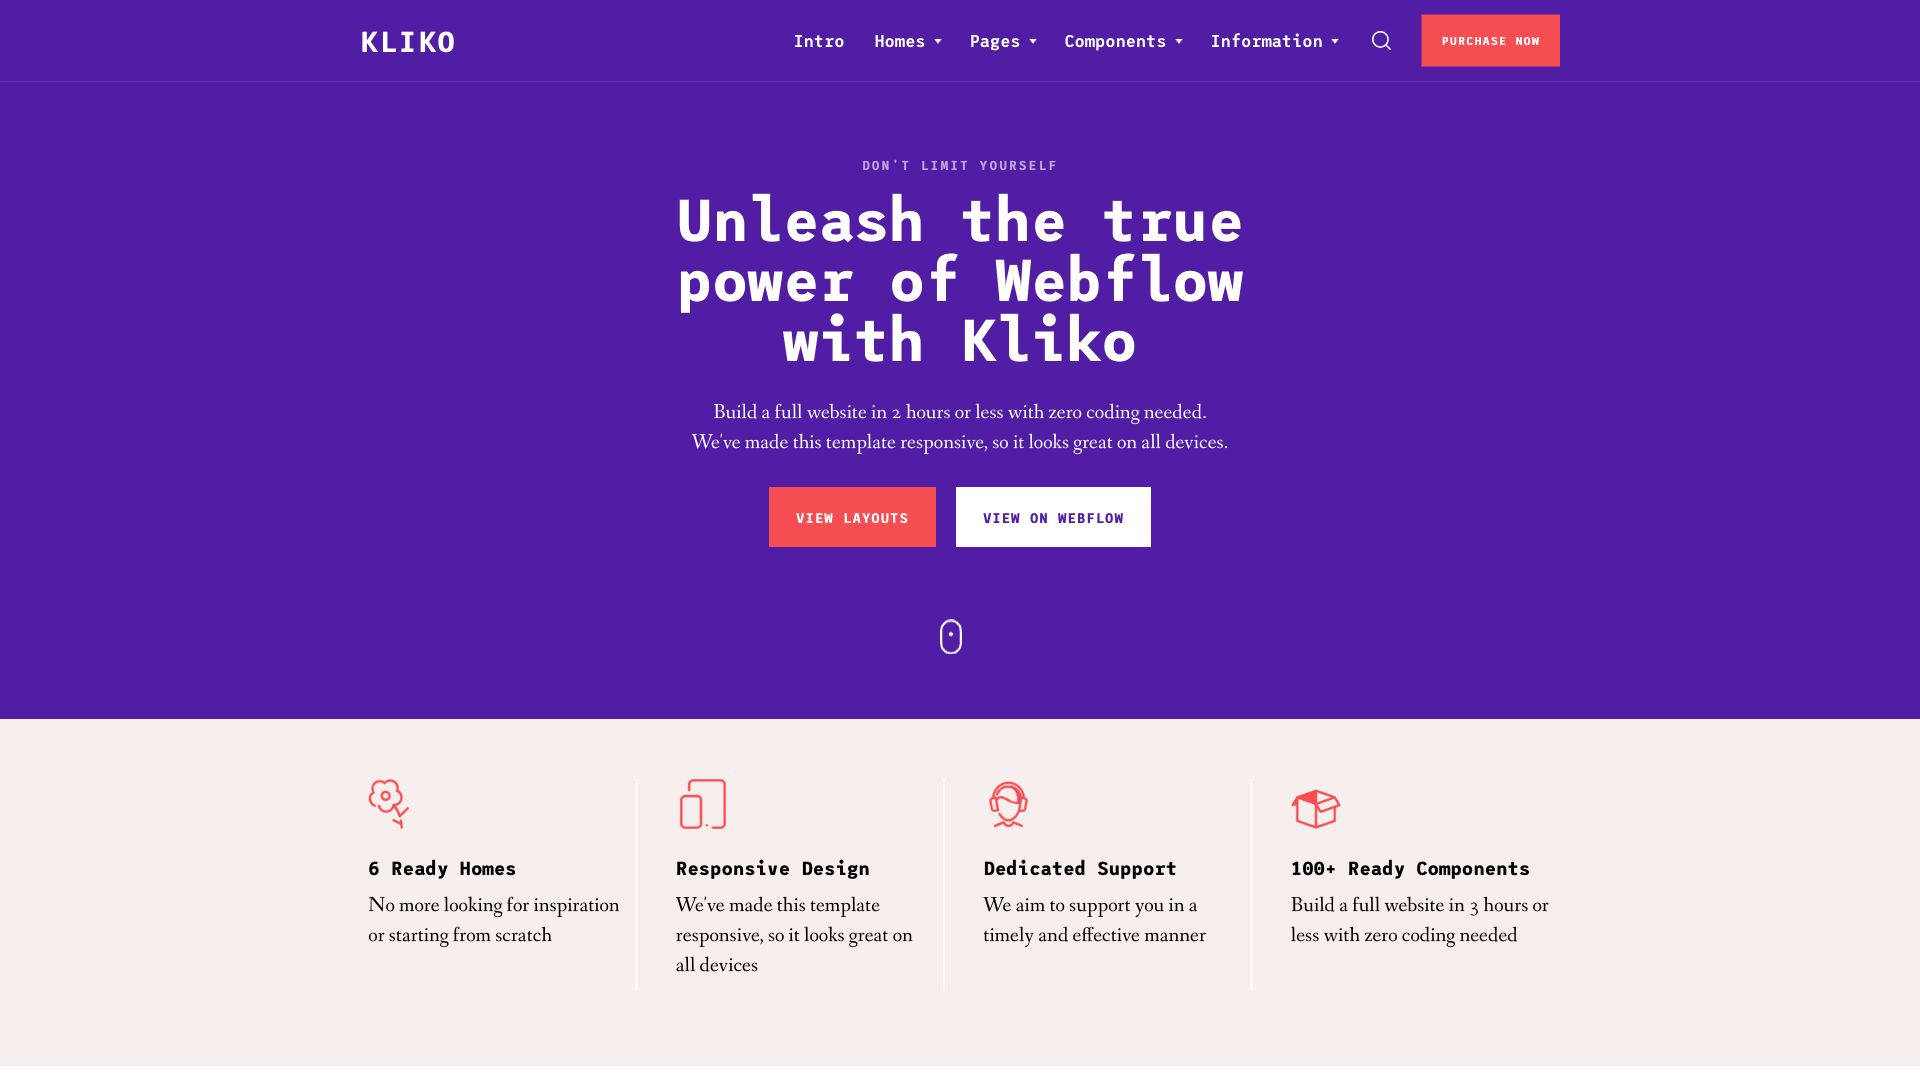 KLIKO
Intro
Homes
Pages
Components
Information
PURCHASE NOW
DON'T LIMIT YOURSELF
Unleash the true
power of Webflow
with Kliko
Build a full website in 2 hours or less with zero coding needed.
We've made this template responsive, so it looks great on all devices.
VIEW LAYOUTS
VIEW ON WEBFLOW
6 Ready Homes
No more looking for inspiration
or starting from scratch
Responsive Design
We've made this template
responsive, so it looks great on
all devices
Dedicated Support
We aim to support you in a
timely and effective manner
100+ Ready Components
Build a full website in 3 hours or
less with zero coding needed